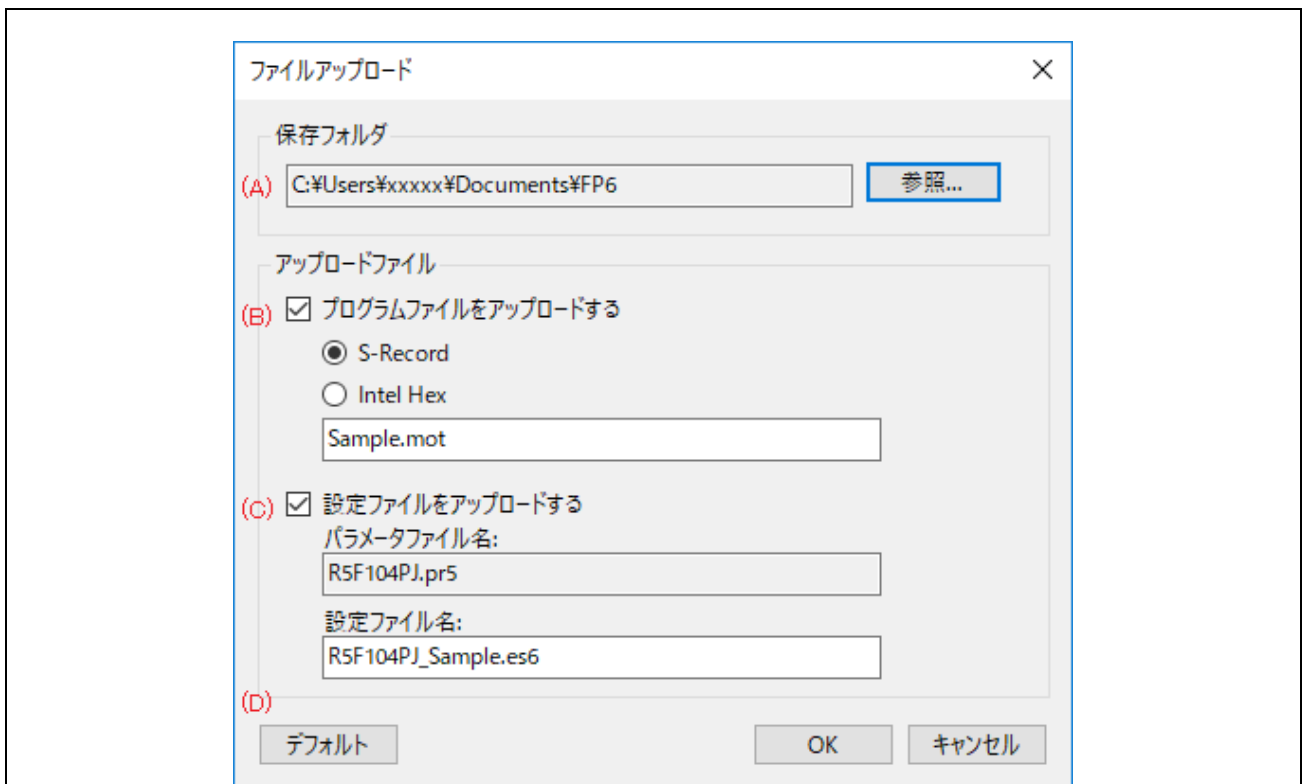 ファイルアップロード
保存フォルダ
(A) C:¥Users¥xxxxx¥Documents¥FP6 参照...
アップロードファイル
(B) プログラムファイルをアップロードする
S-Record
Intel Hex
Sample.mot
(C) 設定ファイルをアップロードする
パラメータファイル名:
R5F104PJ.pr5
設定ファイル名:
R5F104PJ_Sample.es6
(D)
デフォルト OK キャンセル